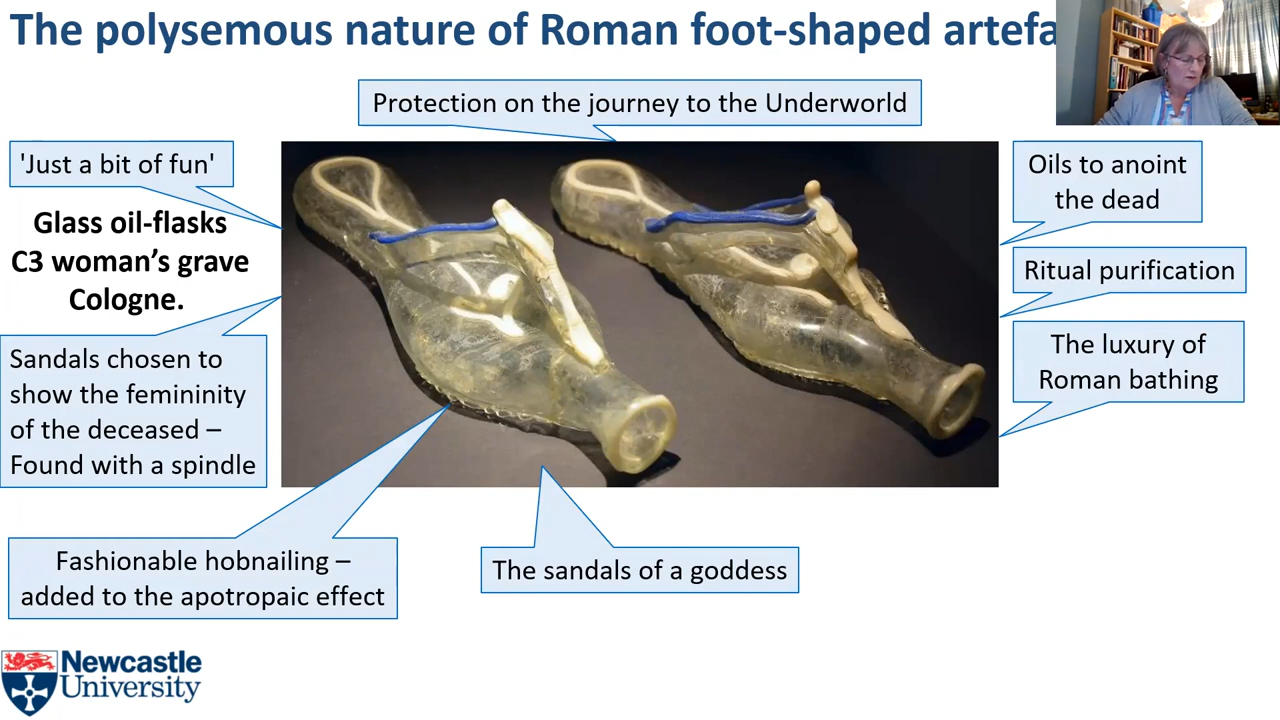 The polysemous nature of Roman foot-shaped
Protection on the journey to the Underworld
'Just a bit of fun'
Glass oil-flasks
C3 woman's grave
Cologne.
Sandals chosen to
show the femininity
of the deceased –
Found with a spindle
Fashionable hobnailing –
added to the apotropaic effect
The sandals of a goddess
Oils to anoint
the dead
Ritual purification
The luxury of
Roman bathing
Newcastle
University